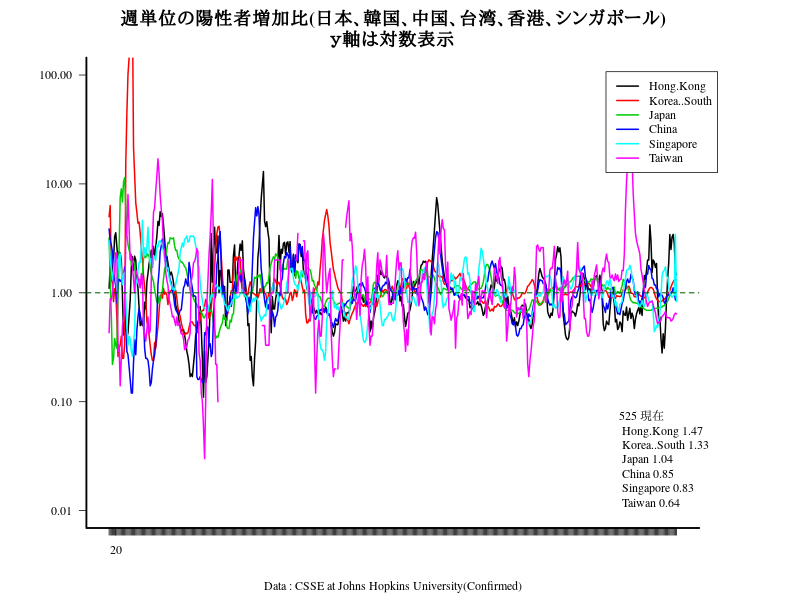 週単位の陽性者増加比(日本、韓国、中国、台湾、香港、シンガポール)
y軸は対数表示
100.00
10.00
1.00
0.10
0.01
Hong.Kong
Korea..South
Japan
China
Singapore
Taiwan
525 現在
Hong.Kong 1.47
Korea..South 1.33
Japan 1.04
China 0.85
Singapore 0.83
Taiwan 0.64
20
Data : CSSE at Johns Hopkins University(Confirmed)